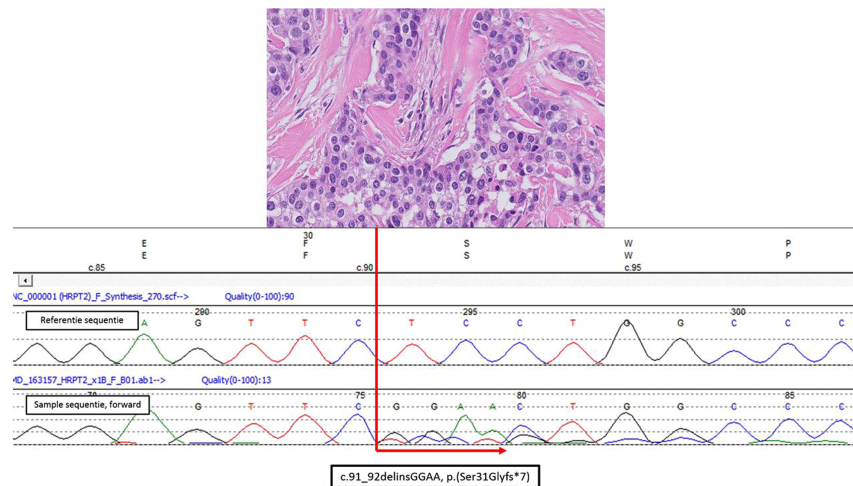 30
E F S W P
E F S W P
c.85 c.90 c.95
NC_000001 (HRPT2)_F_Synthesis_270.scf--> Quality(0-100):90
290 295 300
Referentie sequentie A G T T C T C C T G G C C C
MD_163157_HRPT2_x1B_F_B01.ab1--> Quality(0-100):13
75 80 85
Sample sequentie, forward G T T C G G A A C T G G C C C
c.91_92delinsGGAA, p.(Ser31Glyfs*7)